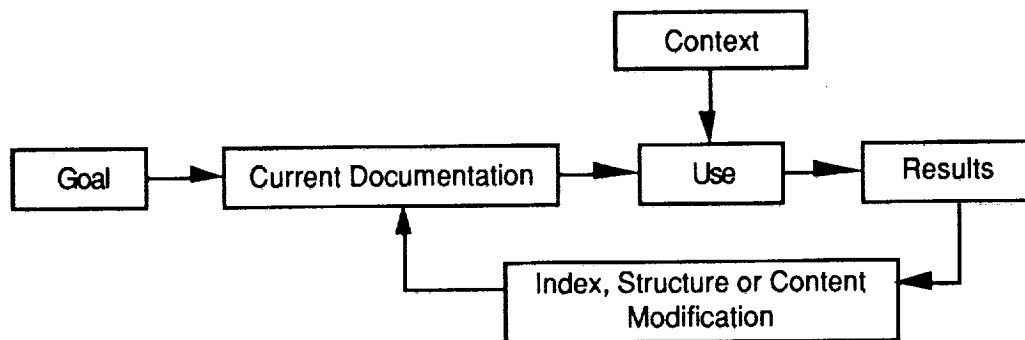 Context
Goal
Current Documentation
Use
Results
Index, Structure or Content
Modification